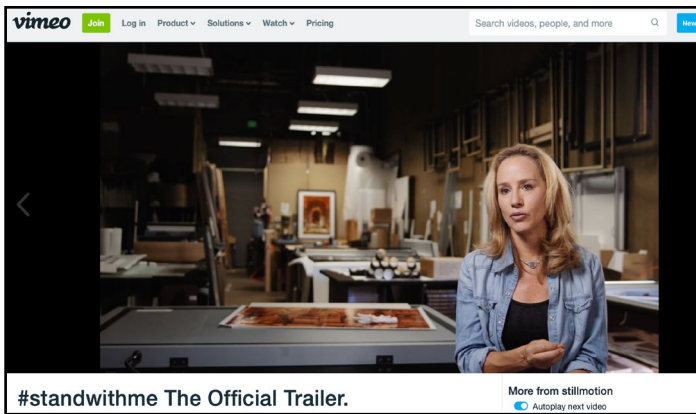 vimeo Join Log in Product Solutions Watch Pricing Search videos, people, and more New
#standwithme The Official Trailer.
More from stillmotion
Autoplay next video